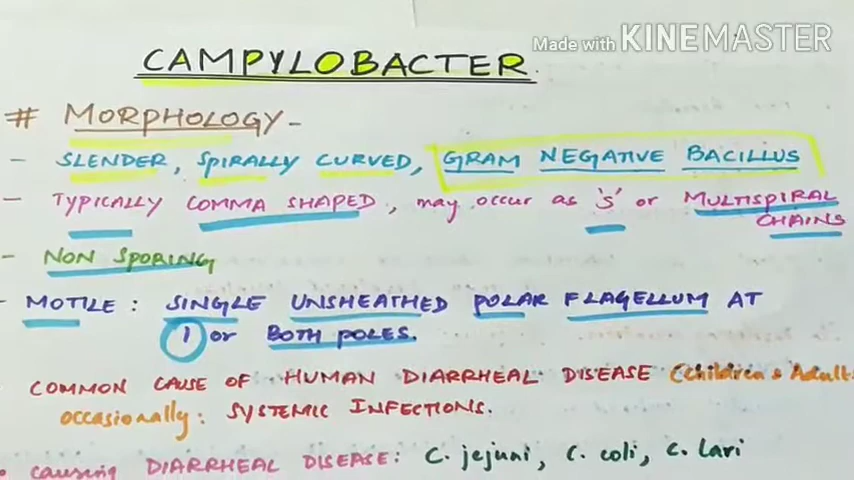 Made with KINEMASTER
CAMPYLOBACTER
# MORPHOLOGY -
- SLENDER, SPIRALLY CURVED, GRAM NEGATIVE BACILLUS
- TYPICALLY COMMA SHAPED, may occur as 'S' or MULTISPIRAL
CHAINS
- NON SPORING
- MOTILE: SINGLE UNSHEATHED POLAR FLAGELLUM AT
1 or BOTH POLES.
COMMON CAUSE OF HUMAN DIARRHEAL DISEASE (Children & Adult
occasionally: SYSTEMIC INFECTIONS.
causing DIARRHEAL DISEASE: C. jejuni, C. coli, C. lari